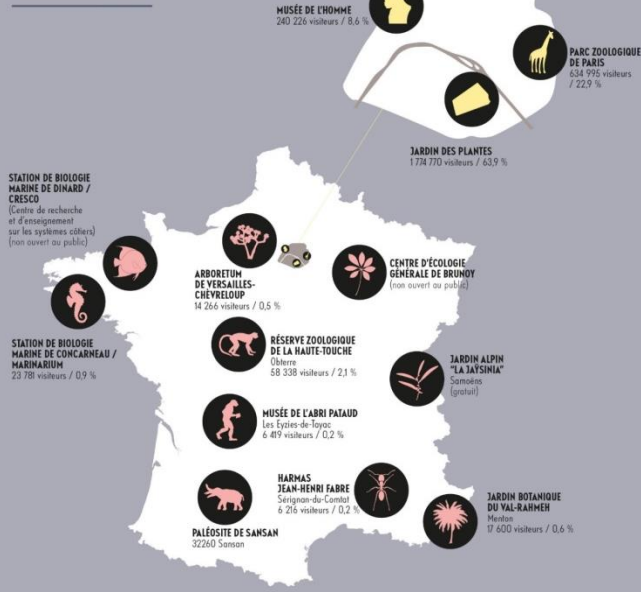 MUSÉE DE L'HOMME
240 226 visiteurs / 8,6 %
PARC ZOOLOGIQUE
DE PARIS
634 995 visiteurs
/ 22,9 %
JARDIN DES PLANTES
1 774 770 visiteurs / 63,9 %
STATION DE BIOLOGIE
MARINE DE DINARD /
CRESCO
(Centre de recherche
et d'enseignement
sur les systèmes côtiers)
(non ouvert au public)
ARBORETUM
DE VERSAILLES-
CHÈVRELOUP
14 266 visiteurs / 0,5 %
CENTRE D'ÉCOLOGIE
GÉNÉRALE DE BRUNOY
(non ouvert au public)
STATION DE BIOLOGIE
MARINE DE CONCARNEAU /
MARINARIUM
23 781 visiteurs / 0,9 %
RÉSERVE ZOOLOGIQUE
DE LA HAUTE-TOUCHE
Obterre
58 338 visiteurs / 2,1 %
JARDIN ALPIN
"LA JAŸSINIA"
Samoëns
(gratuit)
MUSÉE DE L'ABRI PATAUD
Les Eyzies-de-Tayac
6 419 visiteurs / 0,2 %
HARMAS
JEAN-HENRI FABRE
Sérignan-du-Comtat
6 216 visiteurs / 0,2 %
JARDIN BOTANIQUE
DU VAL-RAHMEH
Menton
17 600 visiteurs / 0,6 %
PALÉOSITE DE SANSAN
32260 Sansan